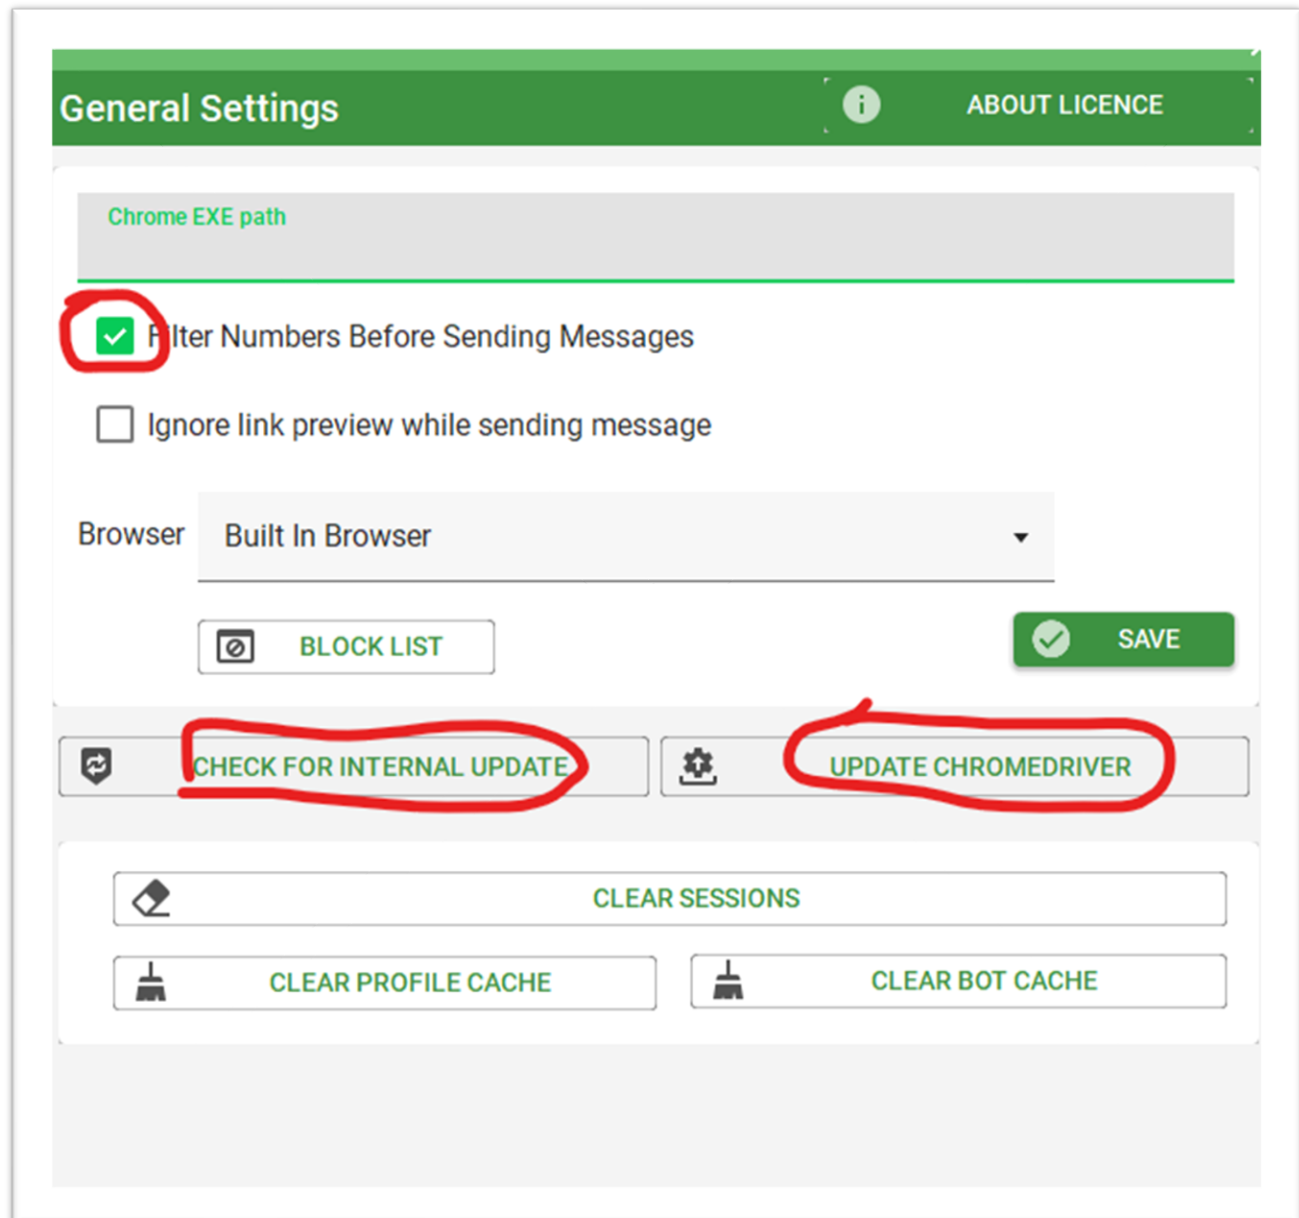 General Settings
ABOUT LICENCE
Chrome EXE path
Filter Numbers Before Sending Messages
Ignore link preview while sending message
Browser
Built In Browser
BLOCK LIST
SAVE
CHECK FOR INTERNAL UPDATE
UPDATE CHROMEDRIVER
CLEAR SESSIONS
CLEAR PROFILE CACHE
CLEAR BOT CACHE